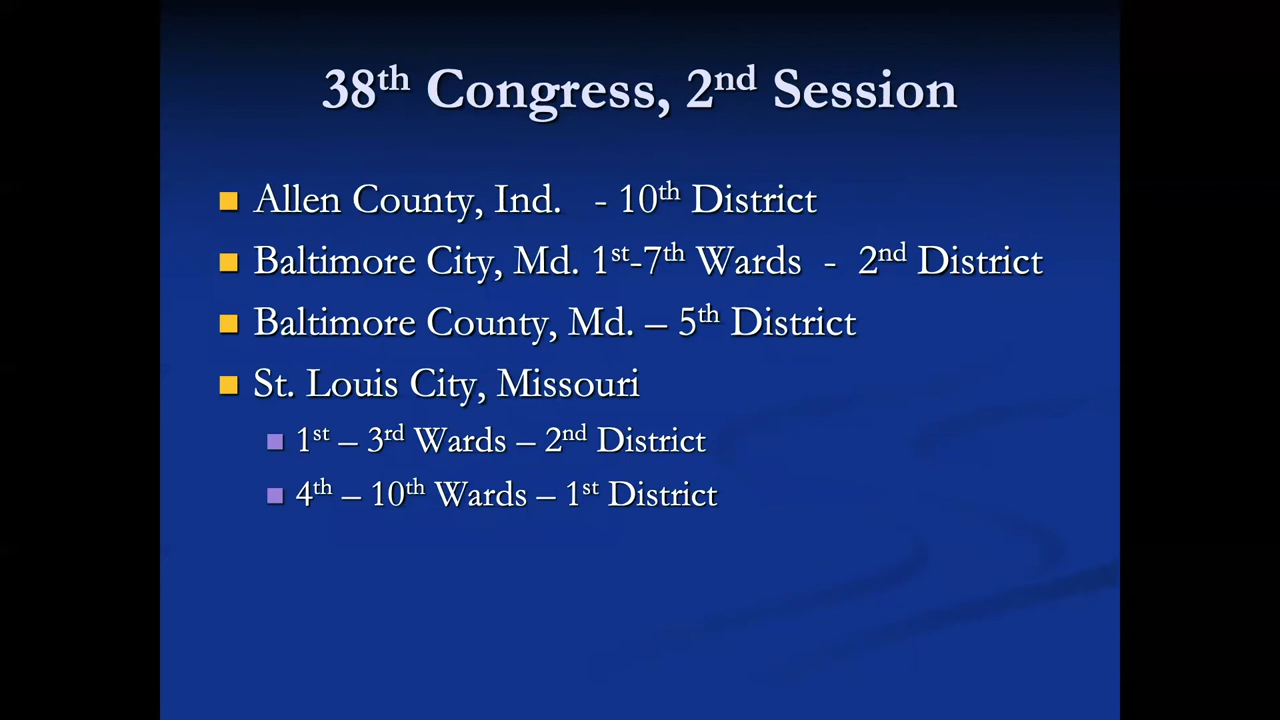 38th Congress, 2nd Session
Allen County, Ind. - 10th District
Baltimore City, Md. 1st-7th Wards - 2nd District
Baltimore County, Md. – 5th District
St. Louis City, Missouri
1st – 3rd Wards – 2nd District
4th – 10th Wards – 1st District